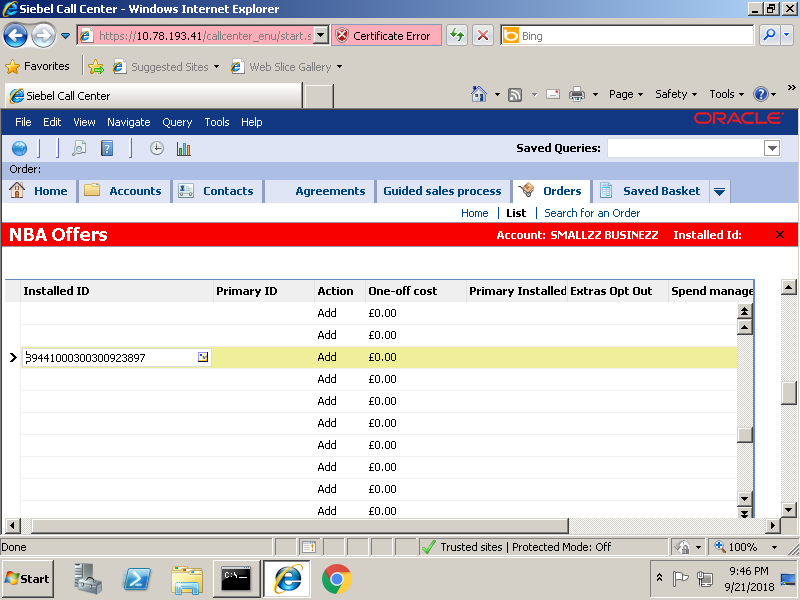 Siebel Call Center - Windows Internet Explorer
https://10.78.193.41/callcenter_enu/start.s
Certificate Error
Bing
Favorites
Suggested Sites
Web Slice Gallery
Siebel Call Center
Page
Safety
Tools
File Edit View Navigate Query Tools Help
ORACLE
Saved Queries:
Order:
Home Accounts Contacts Agreements Guided sales process Orders Saved Basket
Home | List | Search for an Order
NBA Offers
Account: SMALLZZ BUSINEZZ Installed Id:
Installed ID Primary ID Action One-off cost Primary Installed Extras Opt Out Spend manage
Add £0.00
Add £0.00
39441000300300923897 Add £0.00
Add £0.00
Add £0.00
Add £0.00
Add £0.00
Add £0.00
Add £0.00
Add £0.00
Done
Trusted sites | Protected Mode: Off
100%
Start
9:46 PM
9/21/2018